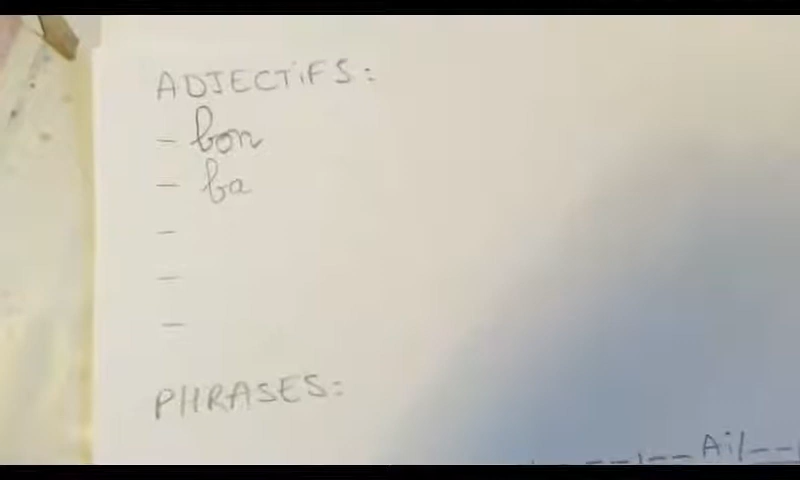 ADJECTiFS:
- bon
- ba
-
-
-
PHRASES: